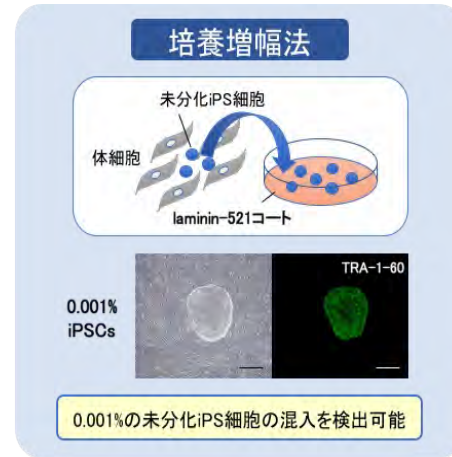 培養増幅法
未分化iPS細胞
体細胞
laminin-521コート
TRA-1-60
0.001%
iPSCs
0.001%の未分化iPS細胞の混入を検出可能